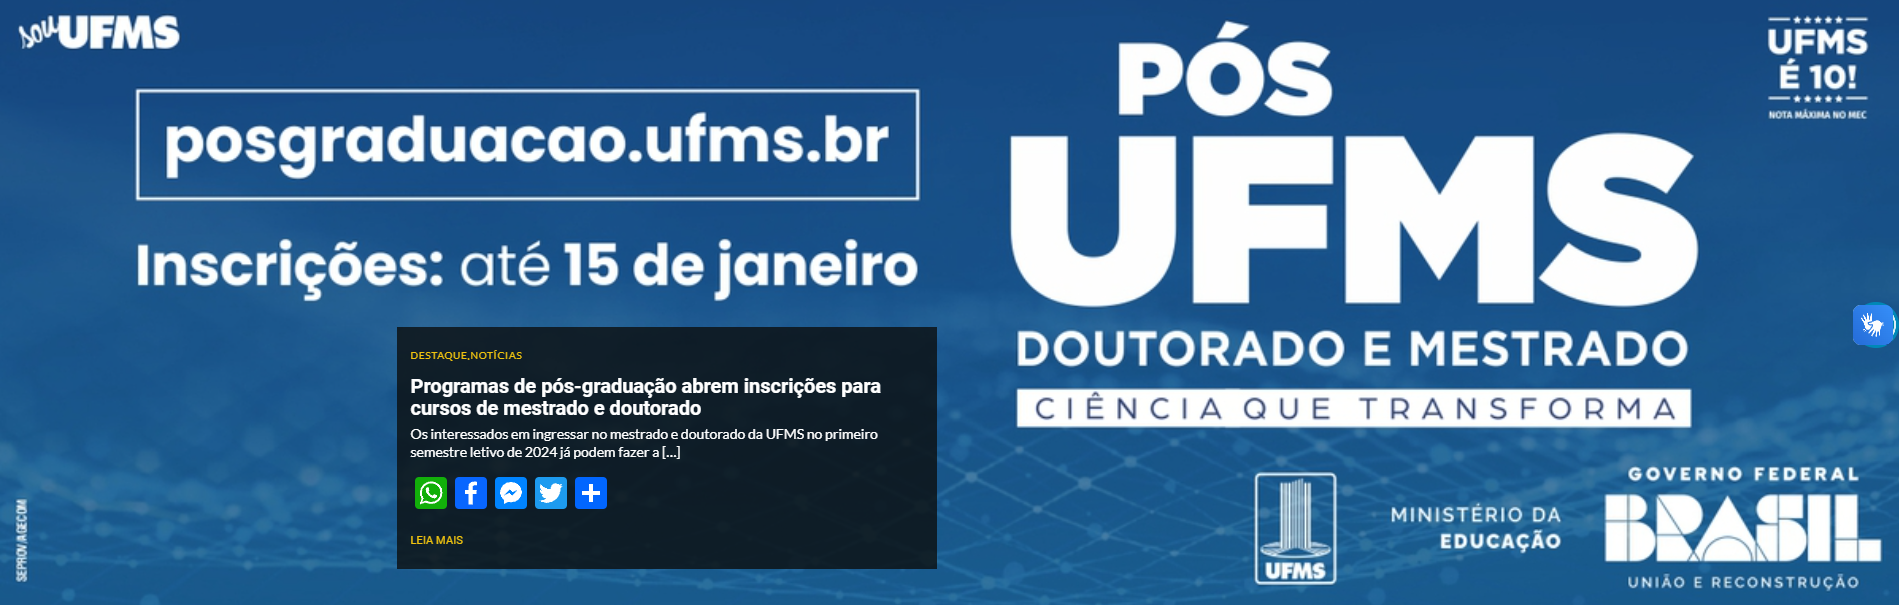 sou UFMS
posgraduacao.ufms.br
Inscrições: até 15 de janeiro
DESTAQUE,NOTÍCIAS
Programas de pós-graduação abrem inscrições para
cursos de mestrado e doutorado
Os interessados em ingressar no mestrado e doutorado da UFMS no primeiro
semestre letivo de 2024 já podem fazer a [...]
LEIA MAIS
SEPROV/AGECOM
PÓS
UFMS
DOUTORADO E MESTRADO
CIÊNCIA QUE TRANSFORMA
UFMS
É 10!
NOTA MÁXIMA NO MEC
UFMS
MINISTÉRIO DA
EDUCAÇÃO
GOVERNO FEDERAL
BRASIL
UNIÃO E RECONSTRUÇÃO